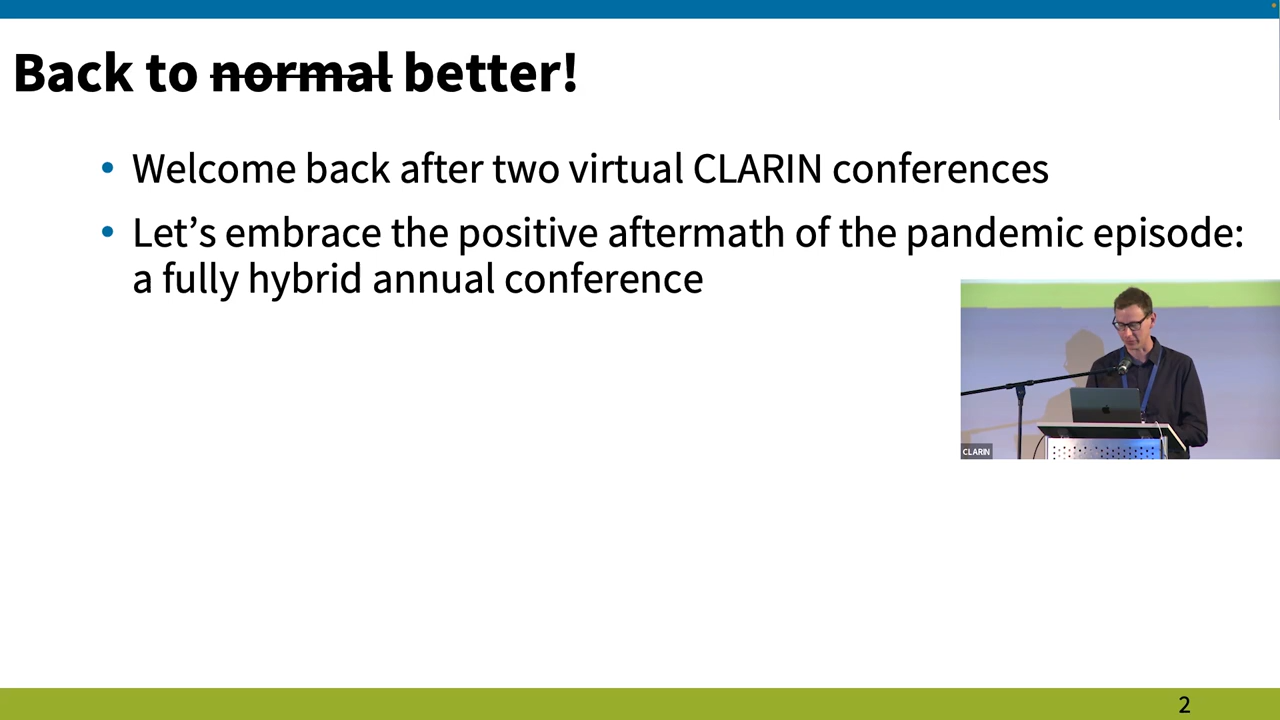 Back to normal better!
• Welcome back after two virtual CLARIN conferences
• Let’s embrace the positive aftermath of the pandemic episode:
a fully hybrid annual conference
CLARIN
2